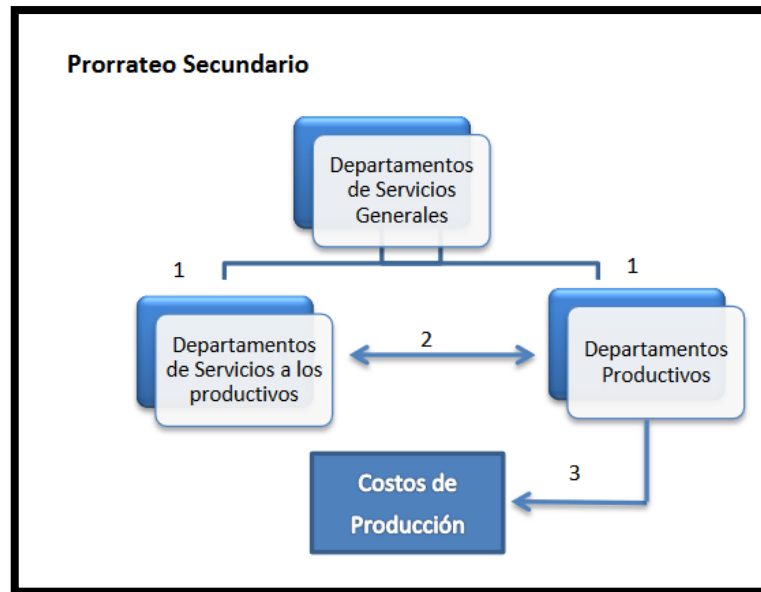 Prorrateo Secundario
Departamentos
de Servicios
Generales
1
1
Departamentos
de Servicios a los
productivos
2
Departamentos
Productivos
3
Costos de
Producción